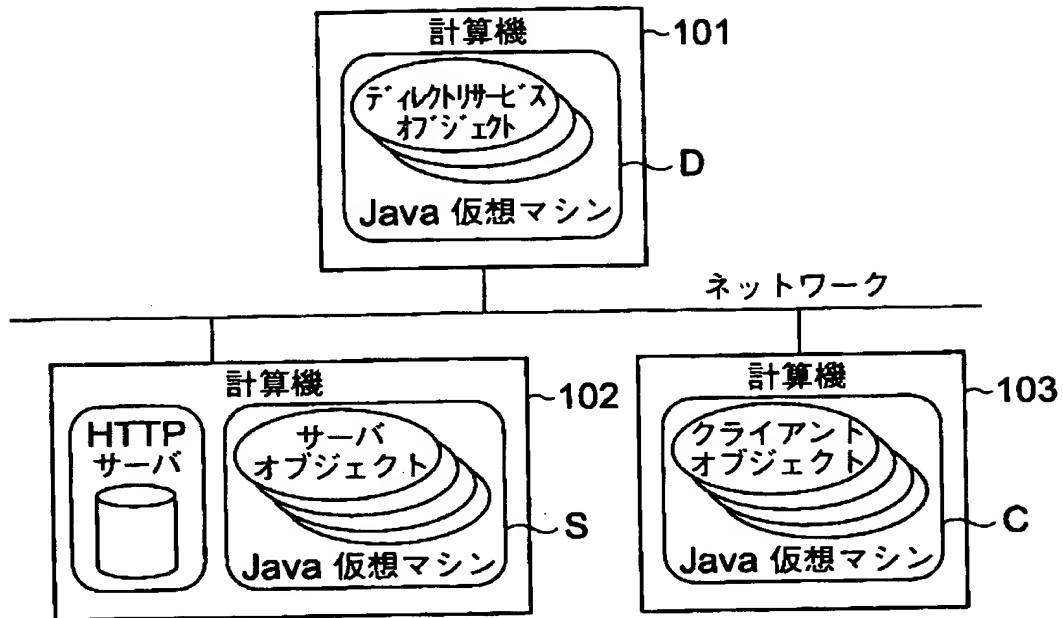 計算機
101
ディレクトリサービス
オブジェクト
D
Java 仮想マシン
ネットワーク
計算機
102
HTTP
サーバ
サーバ
オブジェクト
S
Java 仮想マシン
計算機
103
クライアント
オブジェクト
C
Java 仮想マシン